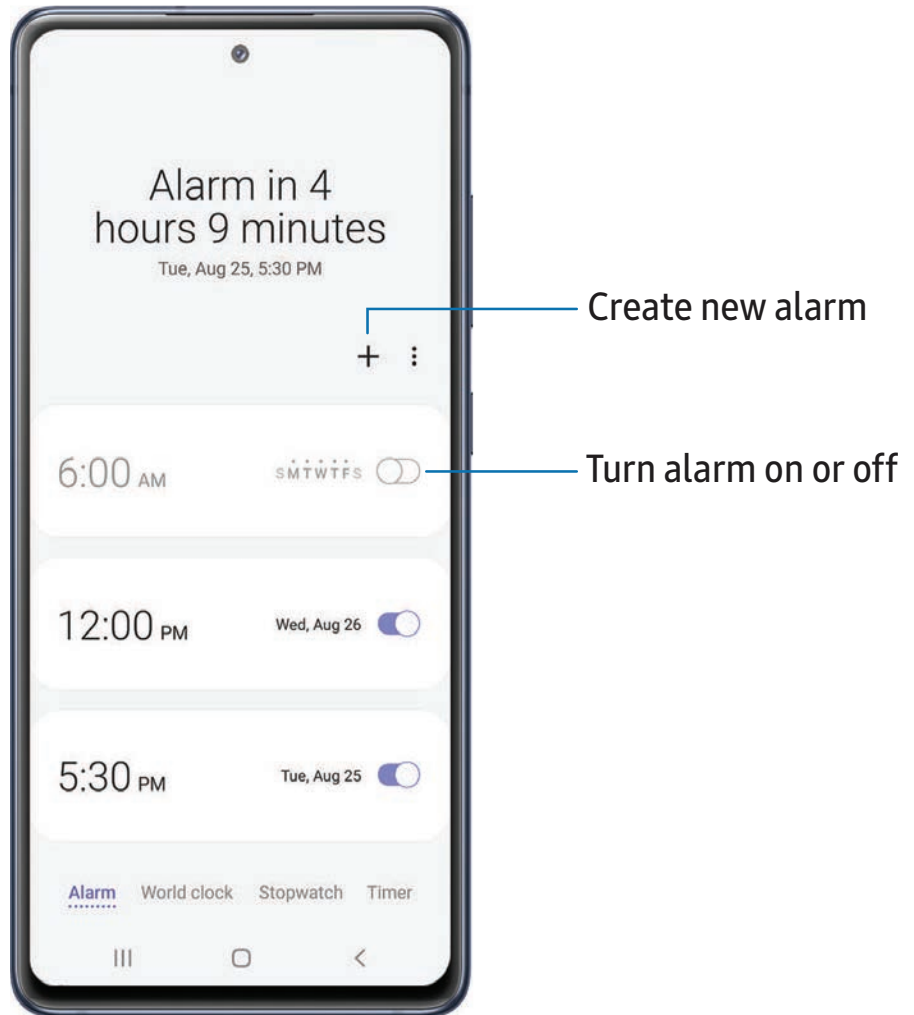 Alarm in 4
hours 9 minutes
Tue, Aug 25, 5:30 PM
Create new alarm
+
6:00 AM SMTWTFS
Turn alarm on or off
12:00 PM Wed, Aug 26
5:30 PM Tue, Aug 25
Alarm World clock Stopwatch Timer